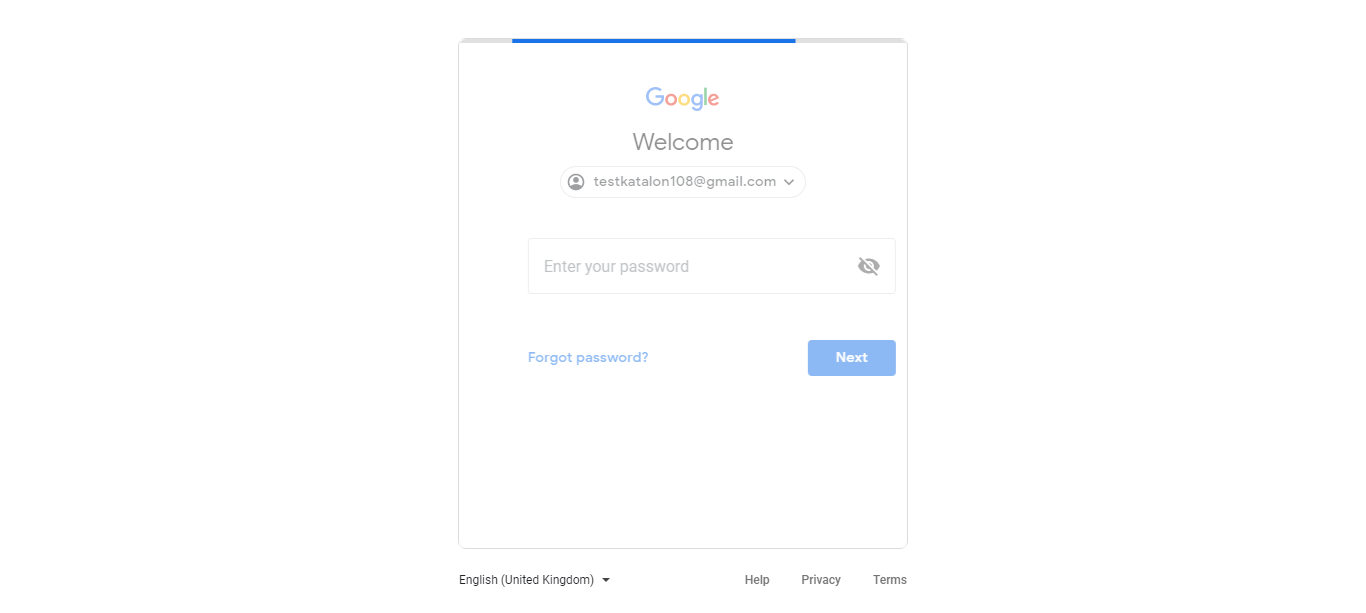 Google
Welcome
testkatalon108@gmail.com
Enter your password
Forgot password?
Next
English (United Kingdom)
Help
Privacy
Terms